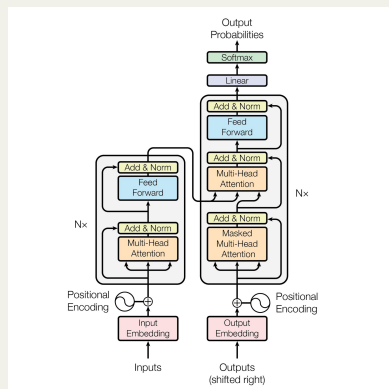 Output
Probabilities
Softmax
Linear
Add & Norm
Feed
Forward
Add & Norm
Multi-Head
Attention
Add & Norm
Masked
Multi-Head
Attention
Nx
Positional
Encoding
Output
Embedding
Outputs
(shifted right)
Add & Norm
Feed
Forward
Add & Norm
Multi-Head
Attention
Nx
Positional
Encoding
Input
Embedding
Inputs